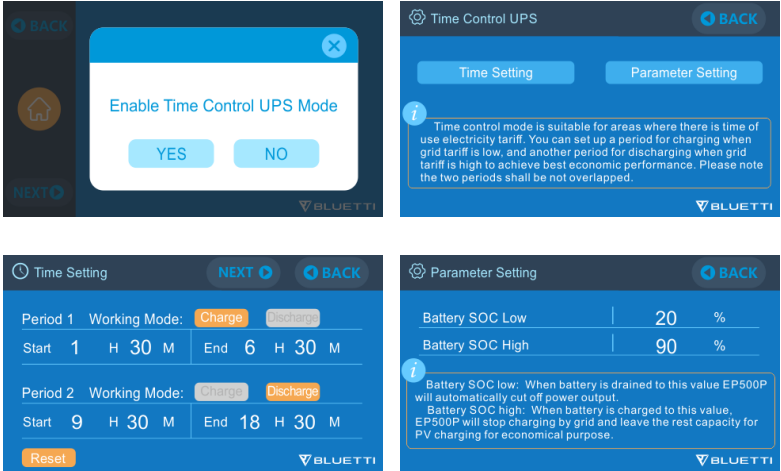 BACK
Enable Time Control UPS Mode
YES NO
NEXT
BLUETTI
Time Control UPS BACK
Time Setting Parameter Setting
i
Time control mode is suitable for areas where there is time of
use electricity tariff. You can set up a period for charging when
grid tariff is low, and another period for discharging when grid
tariff is high to achieve best economic performance. Please note
the two periods shall be not overlapped.
BLUETTI
Time Setting NEXT BACK
Period 1 Working Mode: Charge Discharge
Start 1 H 30 M End 6 H 30 M
Period 2 Working Mode: Charge Discharge
Start 9 H 30 M End 18 H 30 M
Reset
BLUETTI
Parameter Setting BACK
Battery SOC Low 20 %
Battery SOC High 90 %
i
Battery SOC low: When battery is drained to this value EP500P
will automatically cut off power output.
Battery SOC high: When battery is charged to this value,
EP500P will stop charging by grid and leave the rest capacity for
PV charging for economical purpose.
BLUETTI